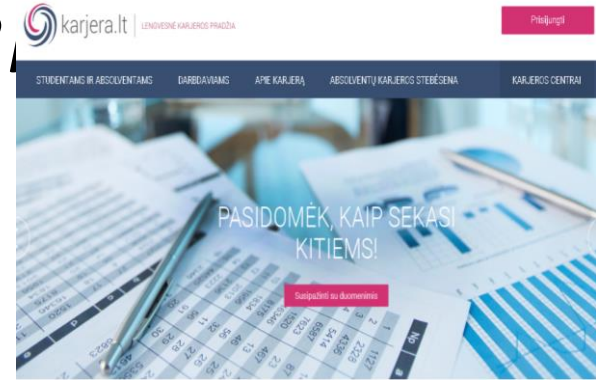 karjera.lt | LENGVESNĖ KARJEROS PRADŽIA
Prisijungti
STUDENTAMS IR ABSOLVENTAMS DARBDAVIAMS APIE KARJERĄ ABSOLVENTŲ KARJEROS STEBĖSENA KARJEROS CENTRAI
PASIDOMĖK, KAIP SEKASI
KITIEMS!
Susipažinti su duomenimis